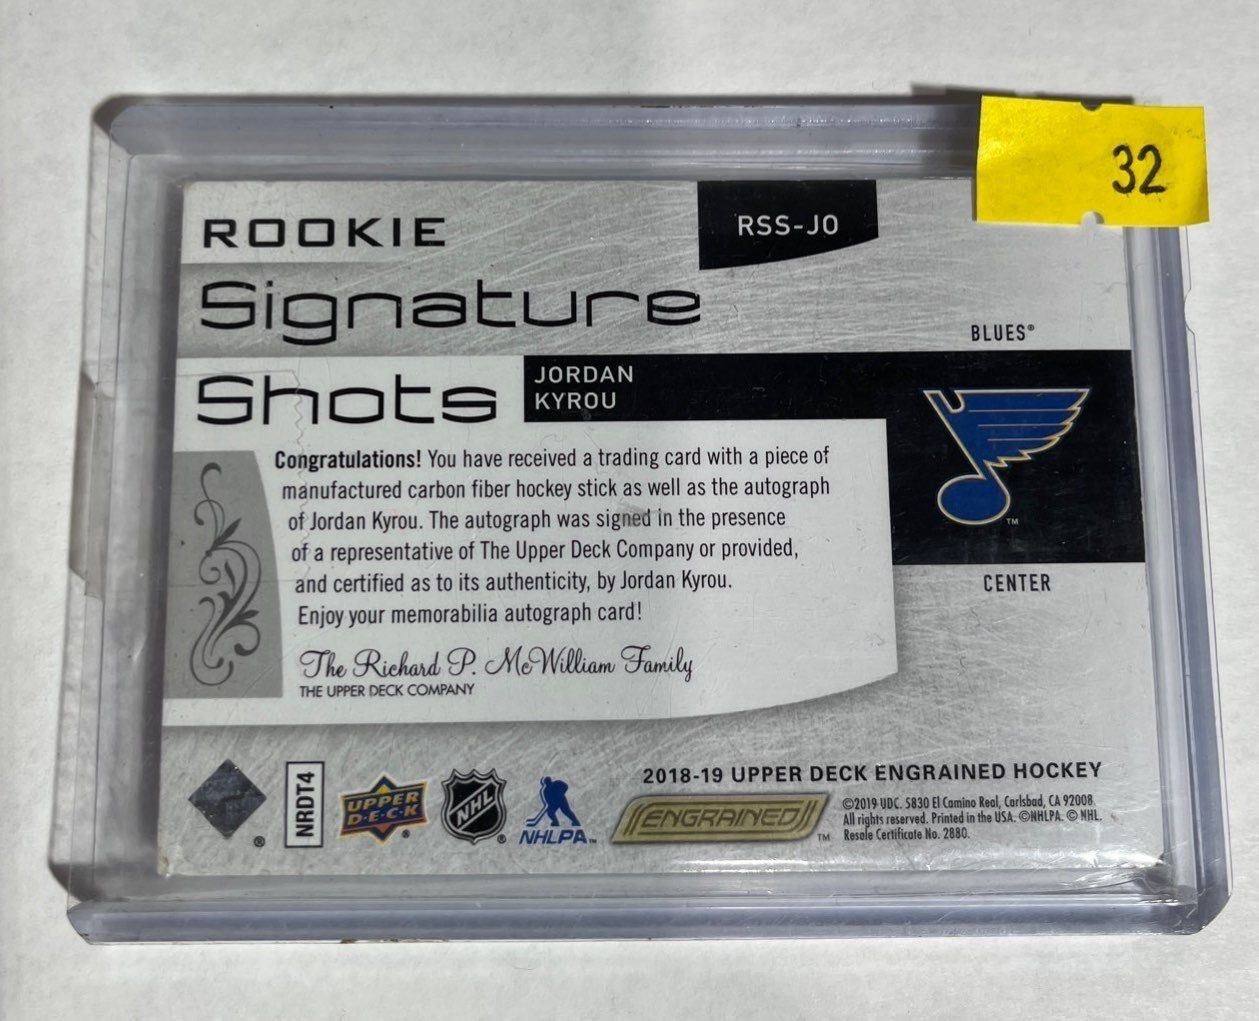 32
ROOKIE
RSS-JO
Signature
BLUES®
Shots
JORDAN
KYROU
Congratulations! You have received a trading card with a piece of
manufactured carbon fiber hockey stick as well as the autograph
of Jordan Kyrou. The autograph was signed in the presence
of a representative of The Upper Deck Company or provided,
and certified as to its authenticity, by Jordan Kyrou.
Enjoy your memorabilia autograph card!
TM
CENTER
The Richard P. McWilliam Family
THE UPPER DECK COMPANY
2018-19 UPPER DECK ENGRAINED HOCKEY
®
NRDT4
UPPER
D·E·C·K
®
NHL
®
NHLPA™
ENGRAINED
TM
©2019 UDC. 5830 El Camino Real, Carlsbad, CA 92008.
All rights reserved. Printed in the USA. ©NHLPA. © NHL.
Resale Certificate No. 2880.